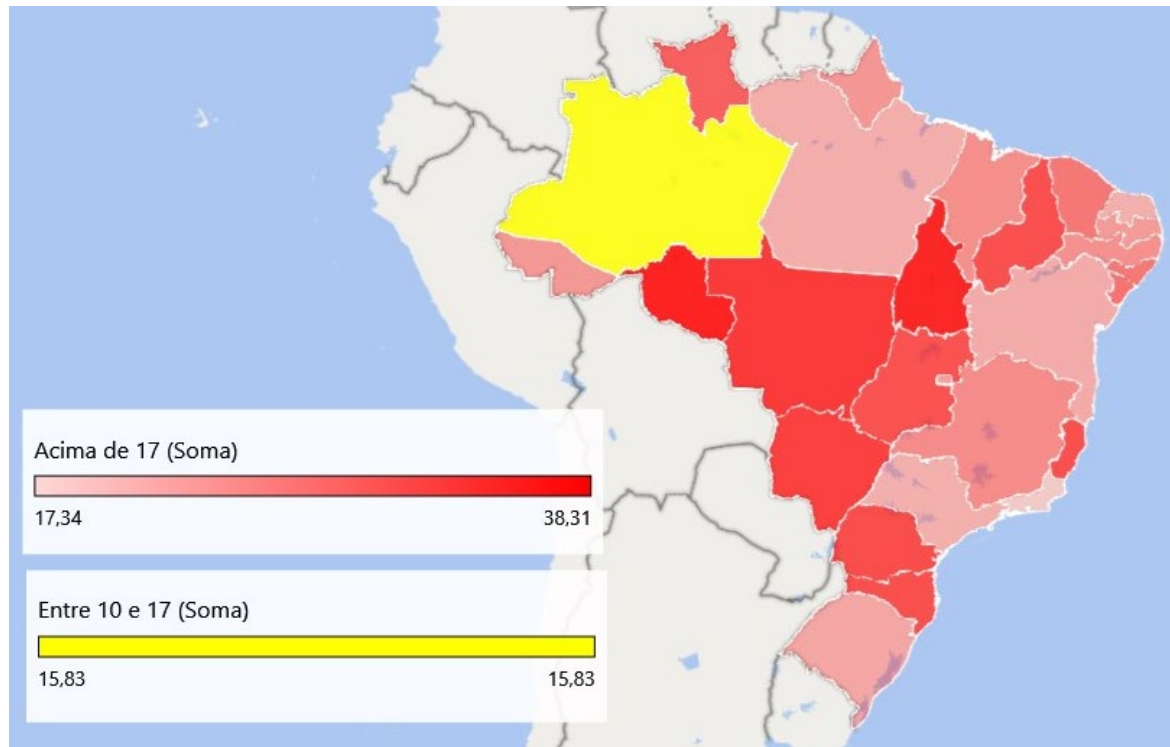 Acima de 17 (Soma)
17,34 38,31
Entre 10 e 17 (Soma)
15,83 15,83